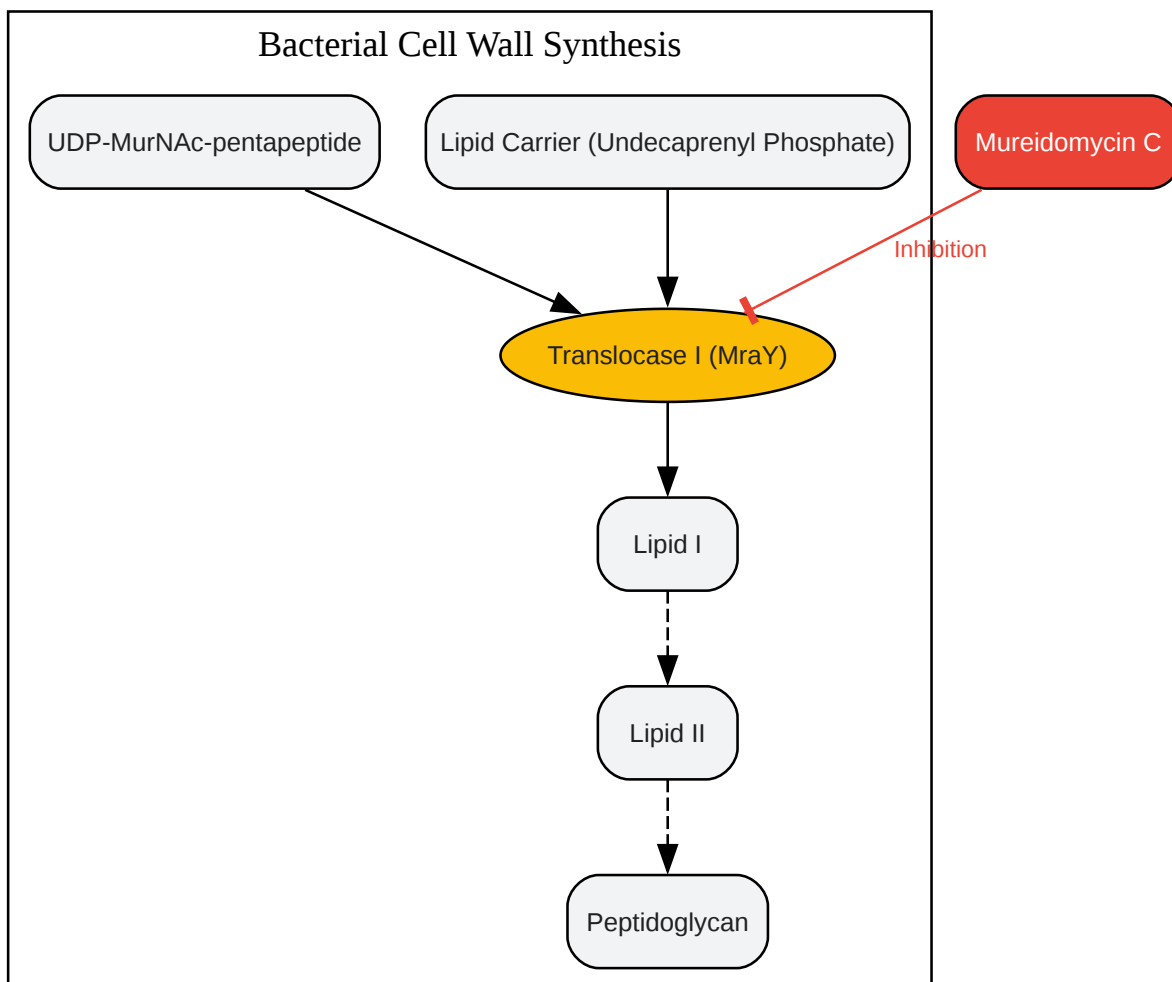 Bacterial Cell Wall Synthesis
UDP-MurNAc-pentapeptide
Lipid Carrier (Undecaprenyl Phosphate)
Mureidomycin C
Inhibition
Translocase I (MraY)
Lipid I
Lipid II
Peptidoglycan